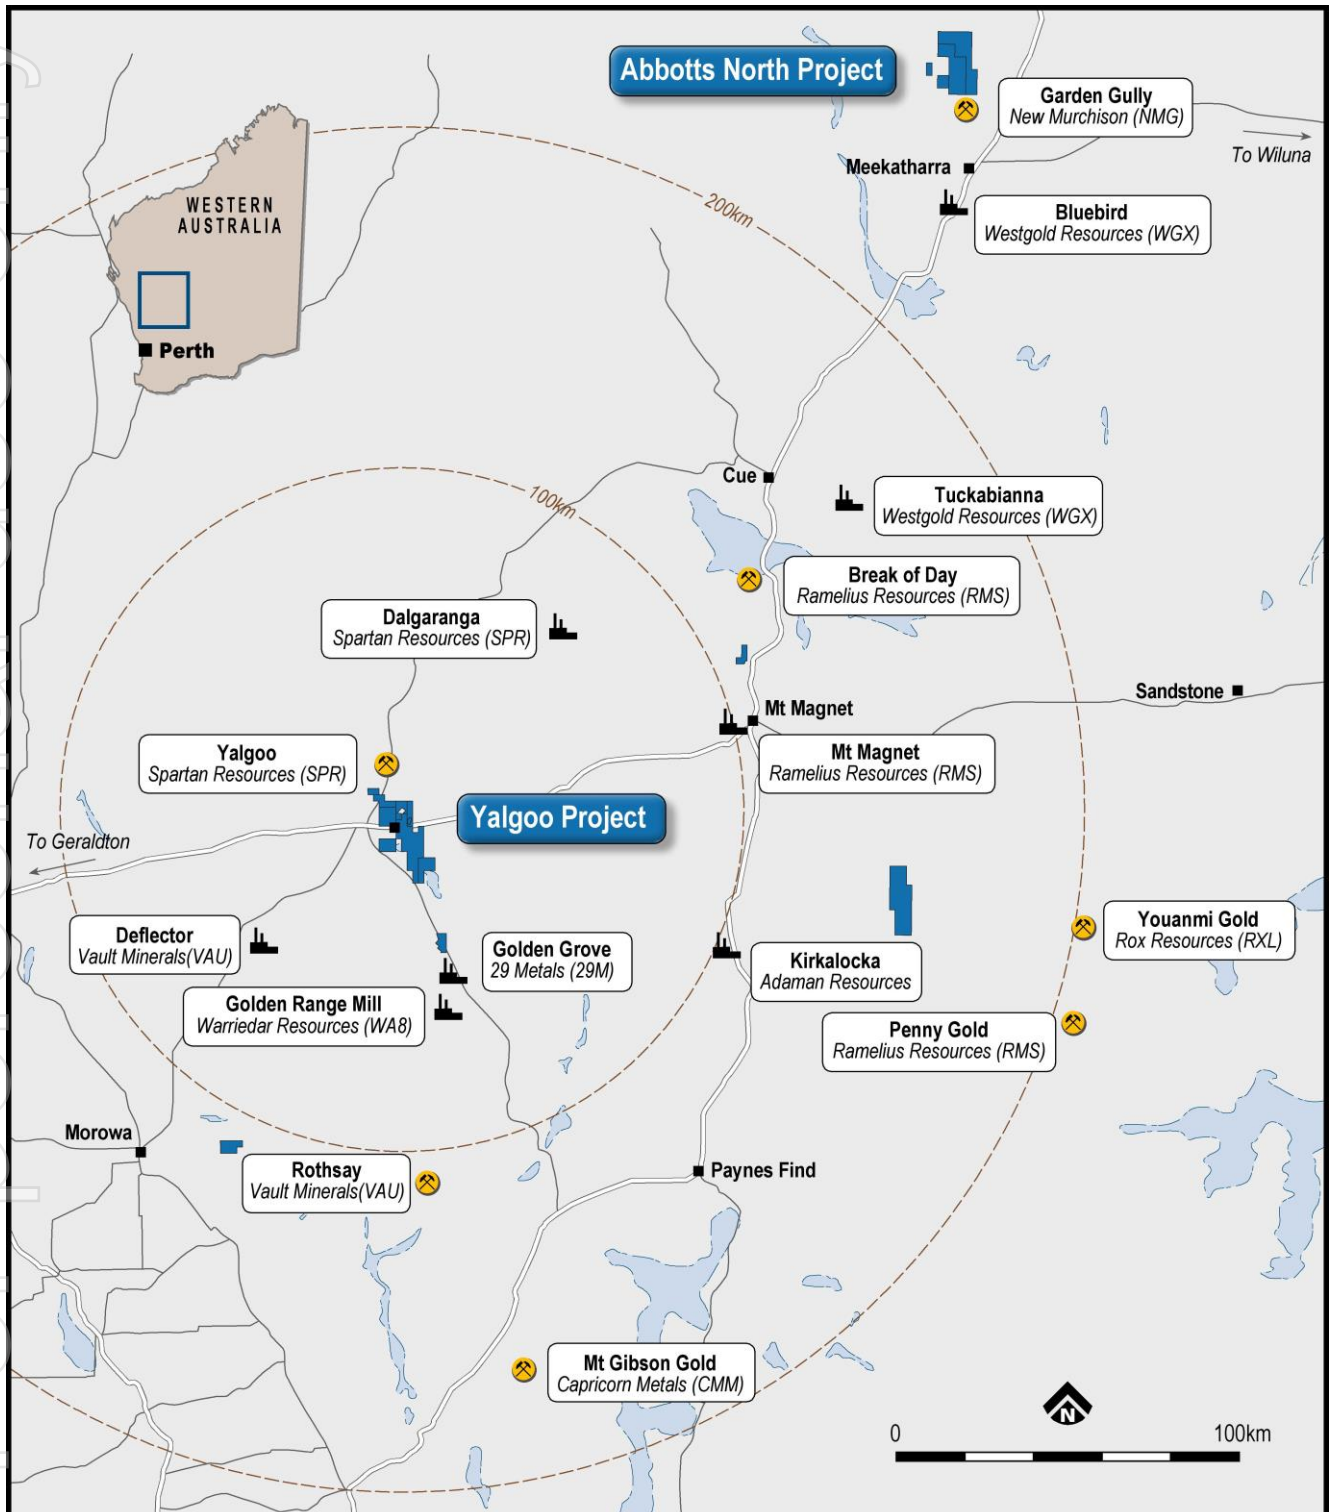 Abbotts North Project
Garden Gully
New Murchison (NMG)
To Wiluna
Meekatharra
WESTERN
AUSTRALIA
200km
Bluebird
Westgold Resources (WGX)
Perth
Cue
100km
Tuckabianna
Westgold Resources (WGX)
Break of Day
Ramelius Resources (RMS)
Dalgaranga
Spartan Resources (SPR)
Sandstone
Mt Magnet
Yalgoo
Spartan Resources (SPR)
Mt Magnet
Ramelius Resources (RMS)
Yalgoo Project
To Geraldton
Deflector
Vault Minerals(VAU)
Golden Grove
29 Metals (29M)
Kirkalocka
Adaman Resources
Youanmi Gold
Rox Resources (RXL)
Golden Range Mill
Warriedar Resources (WA8)
Penny Gold
Ramelius Resources (RMS)
Morowa
Rothsay
Vault Minerals(VAU)
Paynes Find
Mt Gibson Gold
Capricorn Metals (CMM)
N
0 100km